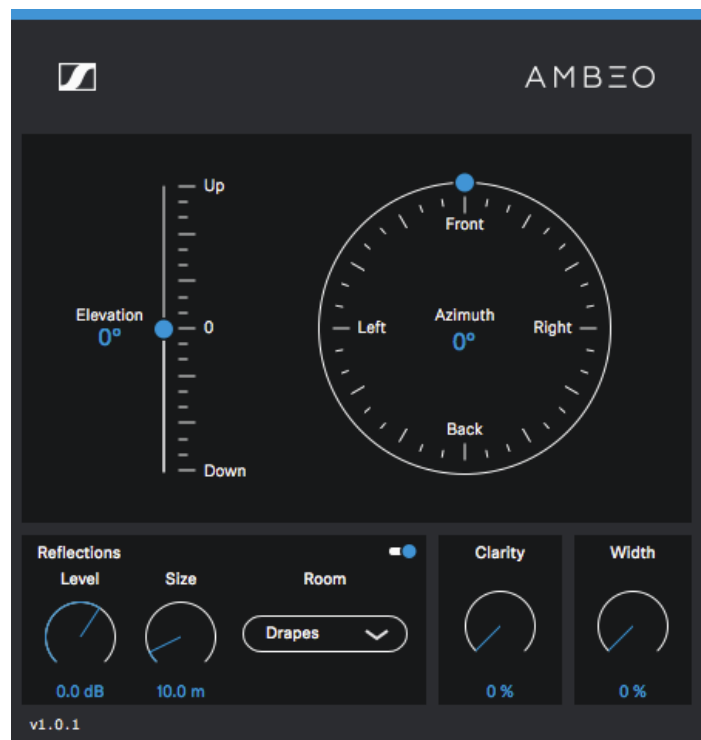 AMBEO
Up
Elevation
0°
0
Down
Front
Left
Azimuth
0°
Right
Back
Reflections
Level
Size
Room
Drapes
0.0 dB
10.0 m
Clarity
0 %
Width
0 %
v1.0.1